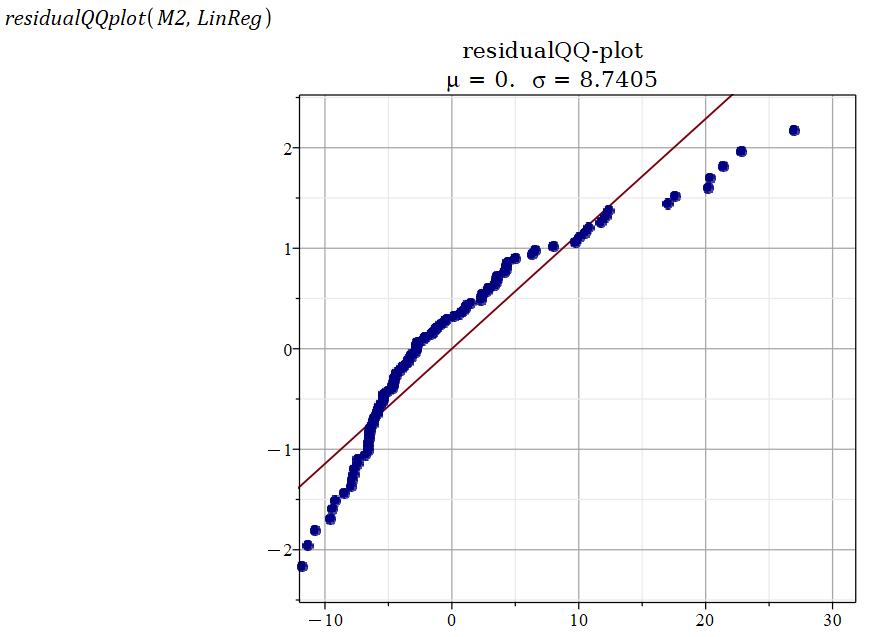 residualQQplot(M2, LinReg)
residualQQ-plot
μ = 0.  σ = 8.7405
2
1
0
−1
−2
−10 0 10 20 30